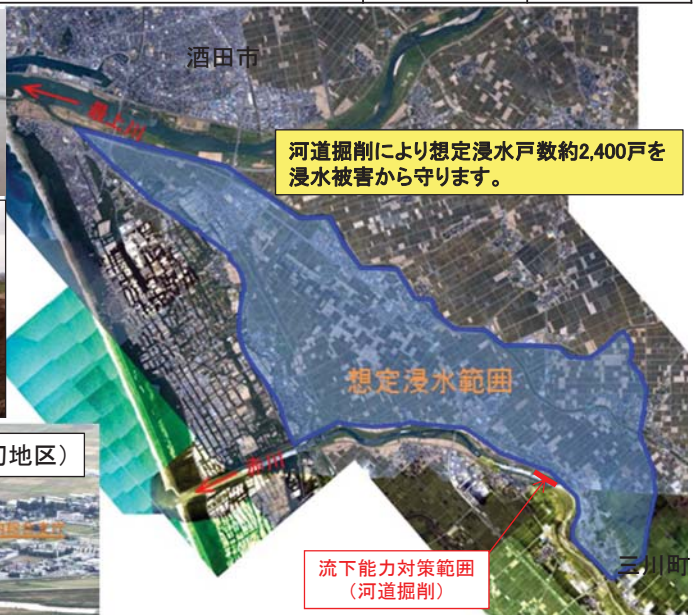 酒田市
最上川
河道掘削により想定浸水戸数約2,400戸を
浸水被害から守ります。
想定浸水範囲
地区）
赤川
流下能力対策範囲
（河道掘削）
三川町